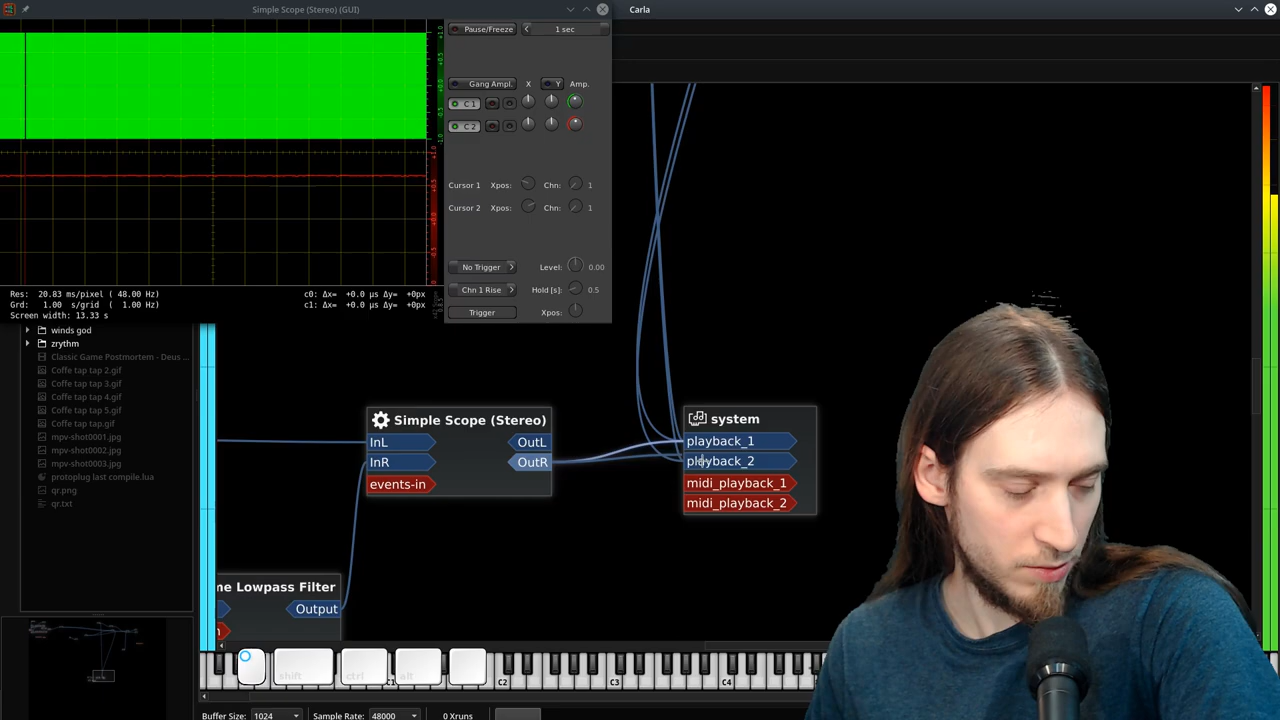 Simple Scope (Stereo) (GUI)
Carla
Pause/Freeze
1 sec
Gang Ampl.
X
Y
Amp.
C 1
C 2
Cursor 1 Xpos: Chn: 1
Cursor 2 Xpos: Chn: 1
No Trigger
Level: 0.00
Chn 1 Rise
Hold [s]: 0.5
Trigger
Xpos:
Res: 20.83 ms/pixel ( 48.00 Hz)
Grd: 1.00 s/grid ( 1.00 Hz)
Screen width: 13.33 s
c0: Δx= +0.0 µs Δy= +0px
c1: Δx= +0.0 µs Δy= +0px
winds god
zrythm
Classic Game Postmortem - Deus ...
Coffe tap tap 2.gif
Coffe tap tap 3.gif
Coffe tap tap 4.gif
Coffe tap tap 5.gif
Coffe tap tap.gif
mpv-shot0001.jpg
mpv-shot0002.jpg
mpv-shot0003.jpg
protoplug last compile.lua
qr.png
qr.txt
Simple Scope (Stereo)
InL
OutL
InR
OutR
events-in
system
playback_1
playback_2
midi_playback_1
midi_playback_2
me Lowpass Filter
Output
shift
ctrl
alt
C2
C3
C4
Buffer Size: 1024
Sample Rate: 48000
0 Xruns